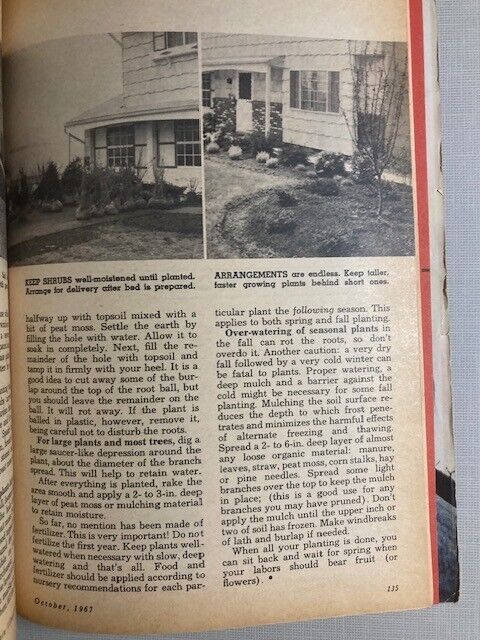 KEEP SHRUBS well-moistened until planted.
Arrange for delivery after bed is prepared.
ARRANGEMENTS are endless. Keep taller,
faster growing plants behind short ones.
halfway up with topsoil mixed with a
bit of peat moss. Settle the earth by
filling the hole with water. Allow it to
soak in completely. Next, fill the re-
mainder of the hole with topsoil and
tamp it in firmly with your heel. It is a
good idea to cut away some of the bur-
lap around the top of the root ball, but
you should leave the remainder on the
ball. It will rot away. If the plant is
balled in plastic, however, remove it,
being careful not to disturb the roots.
For large plants and most trees, dig a
large saucer-like depression around the
plant, about the diameter of the branch
spread. This will help to retain water.
After everything is planted, rake the
area smooth and apply a 2- to 3-in. deep
layer of peat moss or mulching material
to retain moisture.
So far, no mention has been made of
fertilizer. This is very important! Do not
fertilize the first year. Keep plants well-
watered when necessary with slow, deep
watering and that's all. Food and
fertilizer should be applied according to
nursery recommendations for each par-
ticular plant the following season. This
applies to both spring and fall planting.
Over-watering of seasonal plants in
the fall can rot the roots, so don't
overdo it. Another caution: a very dry
fall followed by a very cold winter can
be fatal to plants. Proper watering, a
deep mulch and a barrier against the
cold might be necessary for some fall
planting. Mulching the soil surface re-
duces the depth to which frost pene-
trates and minimizes the harmful effects
of alternate freezing and thawing.
Spread a 2- to 6-in. deep layer of almost
any loose organic material: manure,
leaves, straw, peat moss, corn stalks, hay
or pine needles. Spread some light
branches over the top to keep the mulch
in place; (this is a good use for any
branches you may have pruned) Don't
apply the mulch until the upper inch or
two of soil has frozen. Make windbreaks
of lath and burlap if needed.
When all your planting is done, you
can sit back and wait for spring when
your labors should bear fruit (or
flowers). •
October, 1967
135